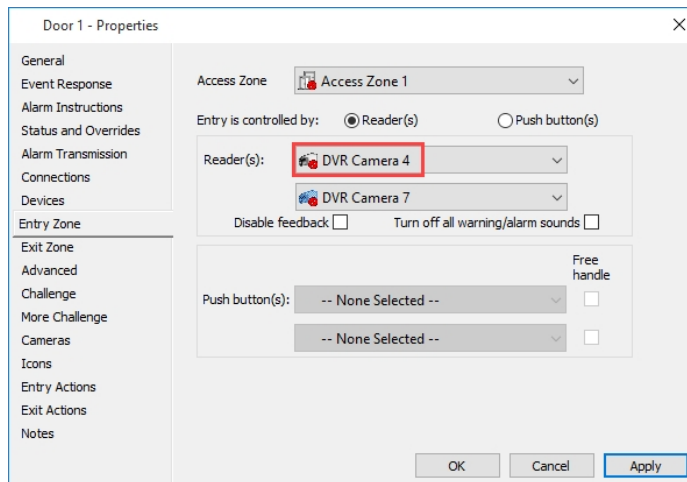 Door 1 - Properties
General
Event Response
Alarm Instructions
Status and Overrides
Alarm Transmission
Connections
Devices
Entry Zone
Exit Zone
Advanced
Challenge
More Challenge
Cameras
Icons
Entry Actions
Exit Actions
Notes
Access Zone Access Zone 1
Entry is controlled by: Reader(s) Push button(s)
Reader(s): DVR Camera 4
DVR Camera 7
Disable feedback Turn off all warning/alarm sounds
Free
handle
Push button(s): -- None Selected --
-- None Selected --
OK Cancel Apply